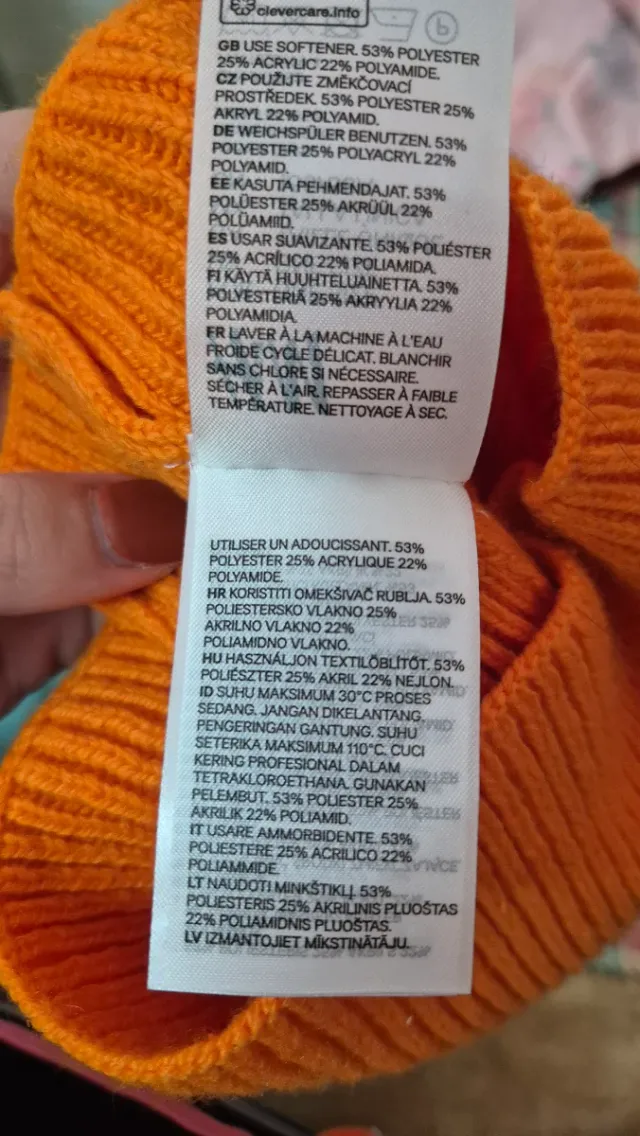 clevercare.info
GB USE SOFTENER. 53% POLYESTER
25% ACRYLIC 22% POLYAMIDE.
CZ POUŽIJTE ZMĚKČOVACÍ
PROSTŘEDEK. 53% POLYESTER 25%
AKRYL 22% POLYAMID.
DE WEICHSPÜLER BENUTZEN. 53%
POLYESTER 25% POLYACRYL 22%
POLYAMID.
EE KASUTA PEHMENDAJAT. 53%
POLÜESTER 25% AKRÜÜL 22%
POLÜAMIID.
ES USAR SUAVIZANTE. 53% POLIÉSTER
25% ACRÍLICO 22% POLIAMIDA.
FI KÄYTÄ HUUHTELUAINETTA. 53%
POLYESTERIÄ 25% AKRYYLIA 22%
POLYAMIDIA.
FR LAVER À LA MACHINE À L'EAU
FROIDE CYCLE DÉLICAT. BLANCHIR
SANS CHLORE SI NÉCESSAIRE.
SÉCHER À L'AIR. REPASSER À FAIBLE
TEMPÉRATURE. NETTOYAGE À SEC.
UTILISER UN ADOUCISSANT. 53%
POLYESTER 25% ACRYLIQUE 22%
POLYAMIDE.
HR KORISTITI OMEKŠIVAČ RUBLJA. 53%
POLIESTERSKO VLAKNO 25%
AKRILNO VLAKNO 22%
POLIAMIDNO VLAKNO.
HU HASZNÁLJON TEXTILÖBLÍTŐT. 53%
POLIÉSZTER 25% AKRIL 22% NEJLON.
ID SUHU MAKSIMUM 30°C PROSES
SEDANG. JANGAN DIKELANTANG.
PENGERINGAN GANTUNG. SUHU
SETERIKA MAKSIMUM 110°C. CUCI
KERING PROFESIONAL DALAM
TETRAKLOROETHANA. GUNAKAN
PELEMBUT. 53% POLIESTER 25%
AKRILIK 22% POLIAMID.
IT USARE AMMORBIDENTE. 53%
POLIESTERE 25% ACRILICO 22%
POLIAMMIDE.
LT NAUDOTI MINKŠTIKLĮ. 53%
POLIESTERIS 25% AKRILINIS PLUOŠTAS
22% POLIAMIDNIS PLUOŠTAS.
LV IZMANTOJIET MĪKSTINĀTĀJU.